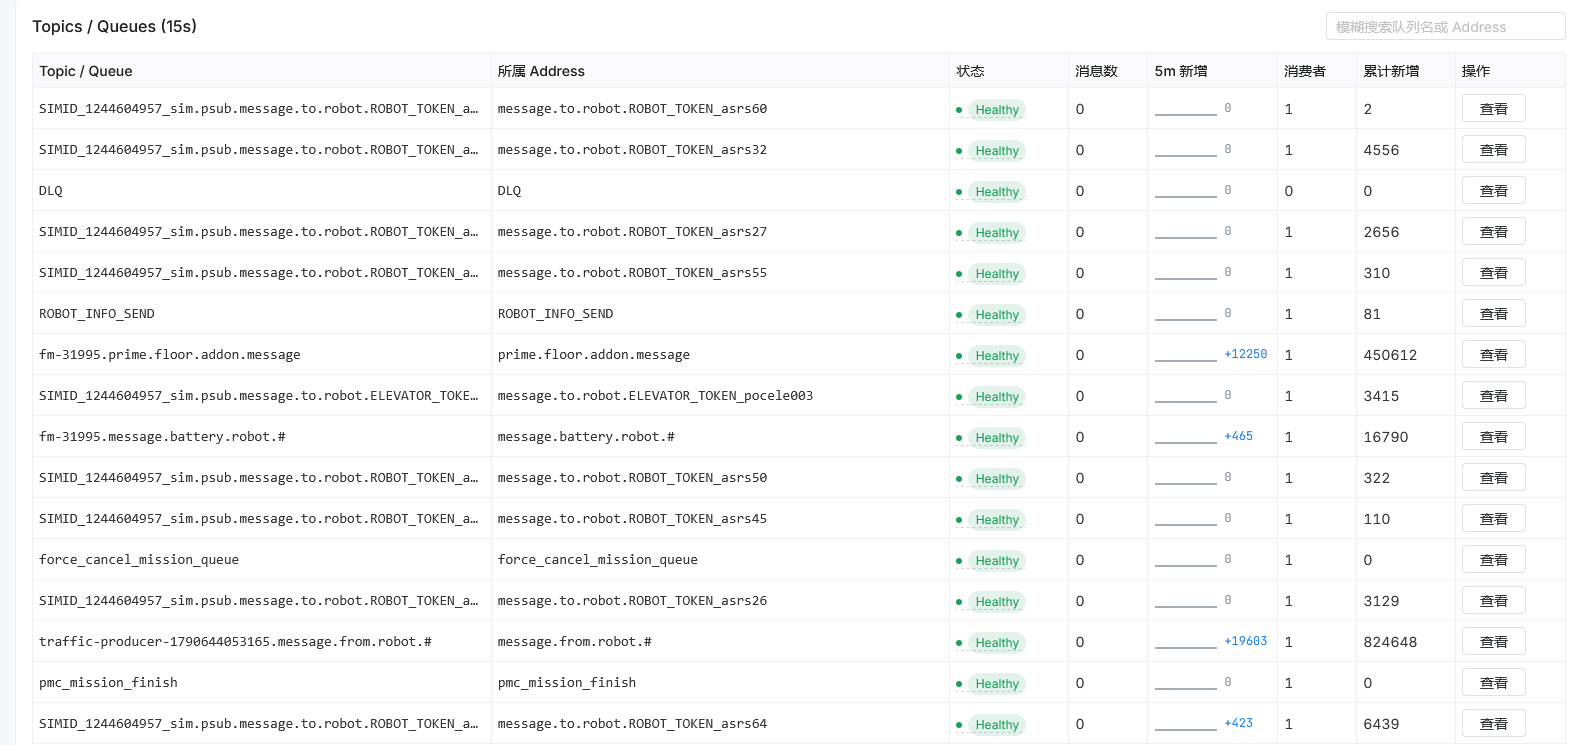 Topics / Queues (15s) 模糊搜索队列名或 Address
Topic / Queue 所属 Address 状态 消息数 5m 新增 消费者 累计新增 操作
SIMID_1244604957_sim.psub.message.to.robot.ROBOT_TOKEN_a… message.to.robot.ROBOT_TOKEN_asrs60 Healthy 0 0 1 2 查看
SIMID_1244604957_sim.psub.message.to.robot.ROBOT_TOKEN_a… message.to.robot.ROBOT_TOKEN_asrs32 Healthy 0 0 1 4556 查看
DLQ DLQ Healthy 0 0 0 0 查看
SIMID_1244604957_sim.psub.message.to.robot.ROBOT_TOKEN_a… message.to.robot.ROBOT_TOKEN_asrs27 Healthy 0 0 1 2656 查看
SIMID_1244604957_sim.psub.message.to.robot.ROBOT_TOKEN_a… message.to.robot.ROBOT_TOKEN_asrs55 Healthy 0 0 1 310 查看
ROBOT_INFO_SEND ROBOT_INFO_SEND Healthy 0 0 1 81 查看
fm-31995.prime.floor.addon.message prime.floor.addon.message Healthy 0 +12250 1 450612 查看
SIMID_1244604957_sim.psub.message.to.robot.ELEVATOR_TOKE… message.to.robot.ELEVATOR_TOKEN_pocele003 Healthy 0 0 1 3415 查看
fm-31995.message.battery.robot.# message.battery.robot.# Healthy 0 +465 1 16790 查看
SIMID_1244604957_sim.psub.message.to.robot.ROBOT_TOKEN_a… message.to.robot.ROBOT_TOKEN_asrs50 Healthy 0 0 1 322 查看
SIMID_1244604957_sim.psub.message.to.robot.ROBOT_TOKEN_a… message.to.robot.ROBOT_TOKEN_asrs45 Healthy 0 0 1 110 查看
force_cancel_mission_queue force_cancel_mission_queue Healthy 0 0 1 0 查看
SIMID_1244604957_sim.psub.message.to.robot.ROBOT_TOKEN_a… message.to.robot.ROBOT_TOKEN_asrs26 Healthy 0 0 1 3129 查看
traffic-producer-1790644053165.message.from.robot.# message.from.robot.# Healthy 0 +19603 1 824648 查看
pmc_mission_finish pmc_mission_finish Healthy 0 0 1 0 查看
SIMID_1244604957_sim.psub.message.to.robot.ROBOT_TOKEN_a… message.to.robot.ROBOT_TOKEN_asrs64 Healthy 0 +423 1 6439 查看